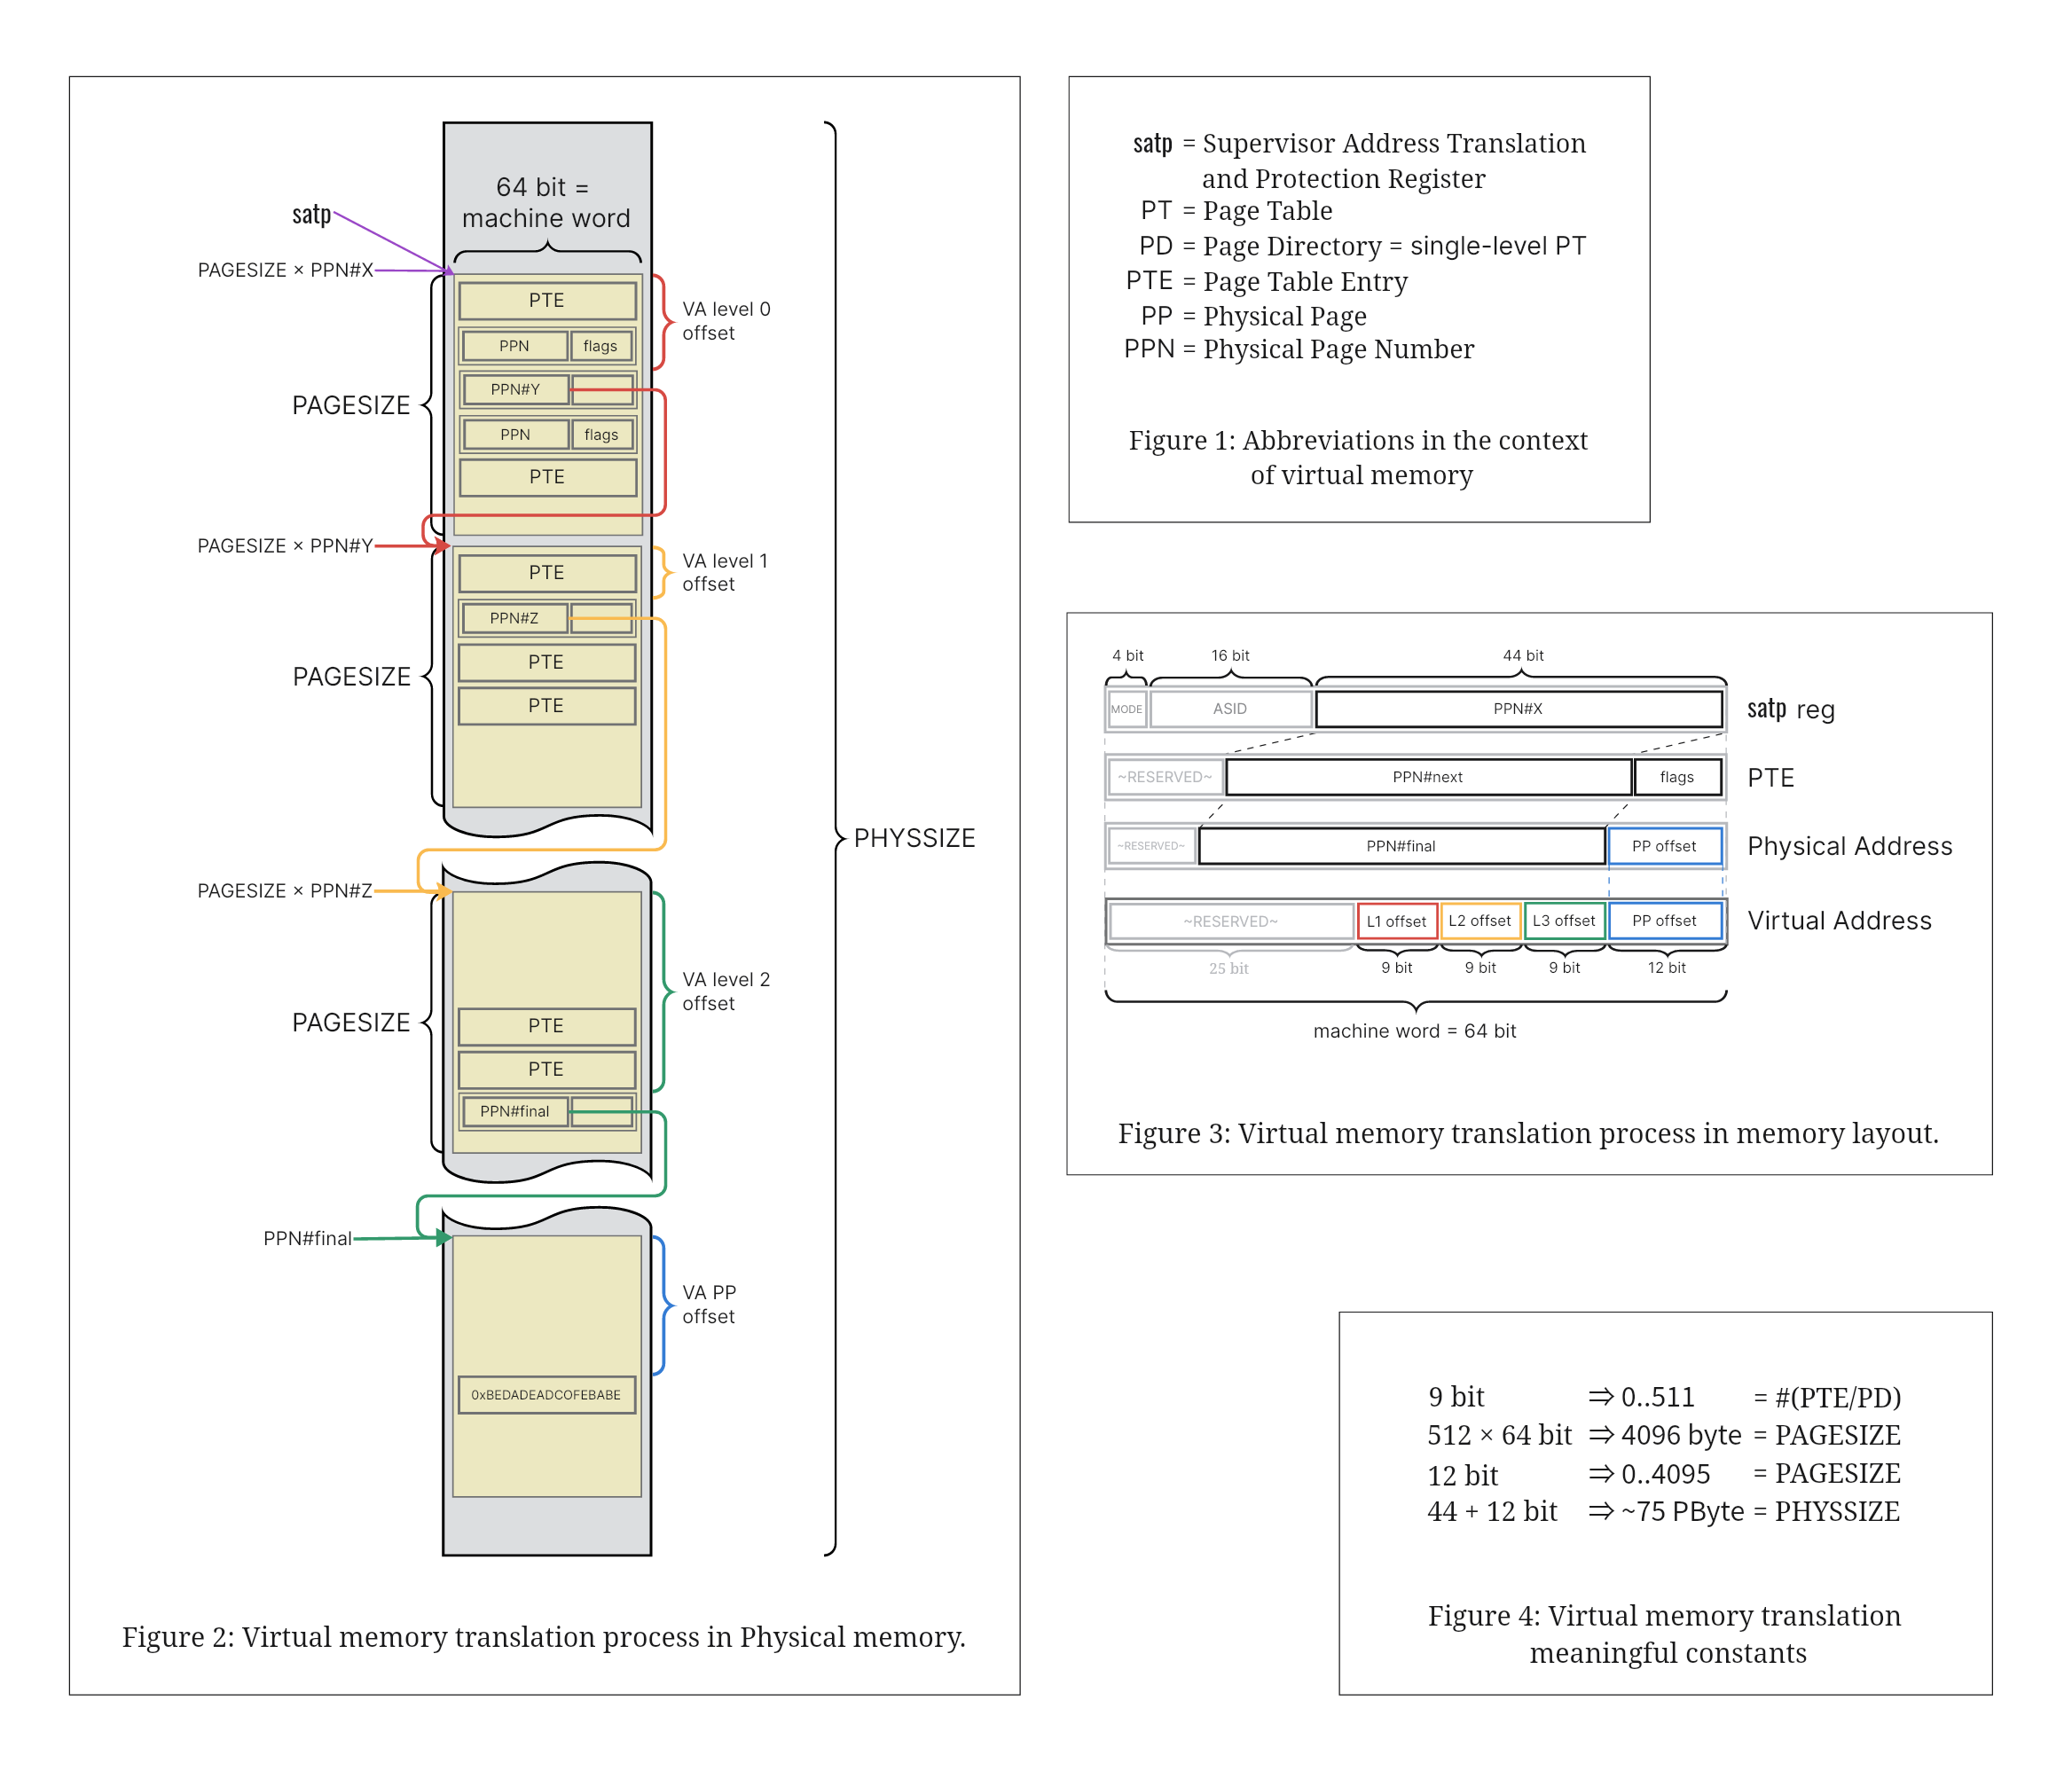 64 bit =
machine word
satp
PAGESIZE × PPN#X
PTE
VA level 0
offset
PPN flags
PPN#Y
PAGESIZE
PPN flags
PTE
PAGESIZE × PPN#Y
VA level 1
offset
PTE
PPN#Z
PTE
PAGESIZE
PTE
PHYSSIZE
PAGESIZE × PPN#Z
VA level 2
offset
PAGESIZE
PTE
PTE
PPN#final
PPN#final
VA PP
offset
0xBEDADEADCOFEBABE
Figure 2: Virtual memory translation process in Physical memory.
satp = Supervisor Address Translation
and Protection Register
PT = Page Table
PD = Page Directory = single-level PT
PTE = Page Table Entry
PP = Physical Page
PPN = Physical Page Number
Figure 1: Abbreviations in the context
of virtual memory
4 bit 16 bit 44 bit
MODE ASID PPN#X satp reg
~RESERVED~ PPN#next flags PTE
~RESERVED~ PPN#final PP offset Physical Address
~RESERVED~ L1 offset L2 offset L3 offset PP offset Virtual Address
25 bit 9 bit 9 bit 9 bit 12 bit
machine word = 64 bit
Figure 3: Virtual memory translation process in memory layout.
9 bit ⇒ 0..511 = #(PTE/PD)
512 × 64 bit ⇒ 4096 byte = PAGESIZE
12 bit ⇒ 0..4095 = PAGESIZE
44 + 12 bit ⇒ ~75 PByte = PHYSSIZE
Figure 4: Virtual memory translation
meaningful constants